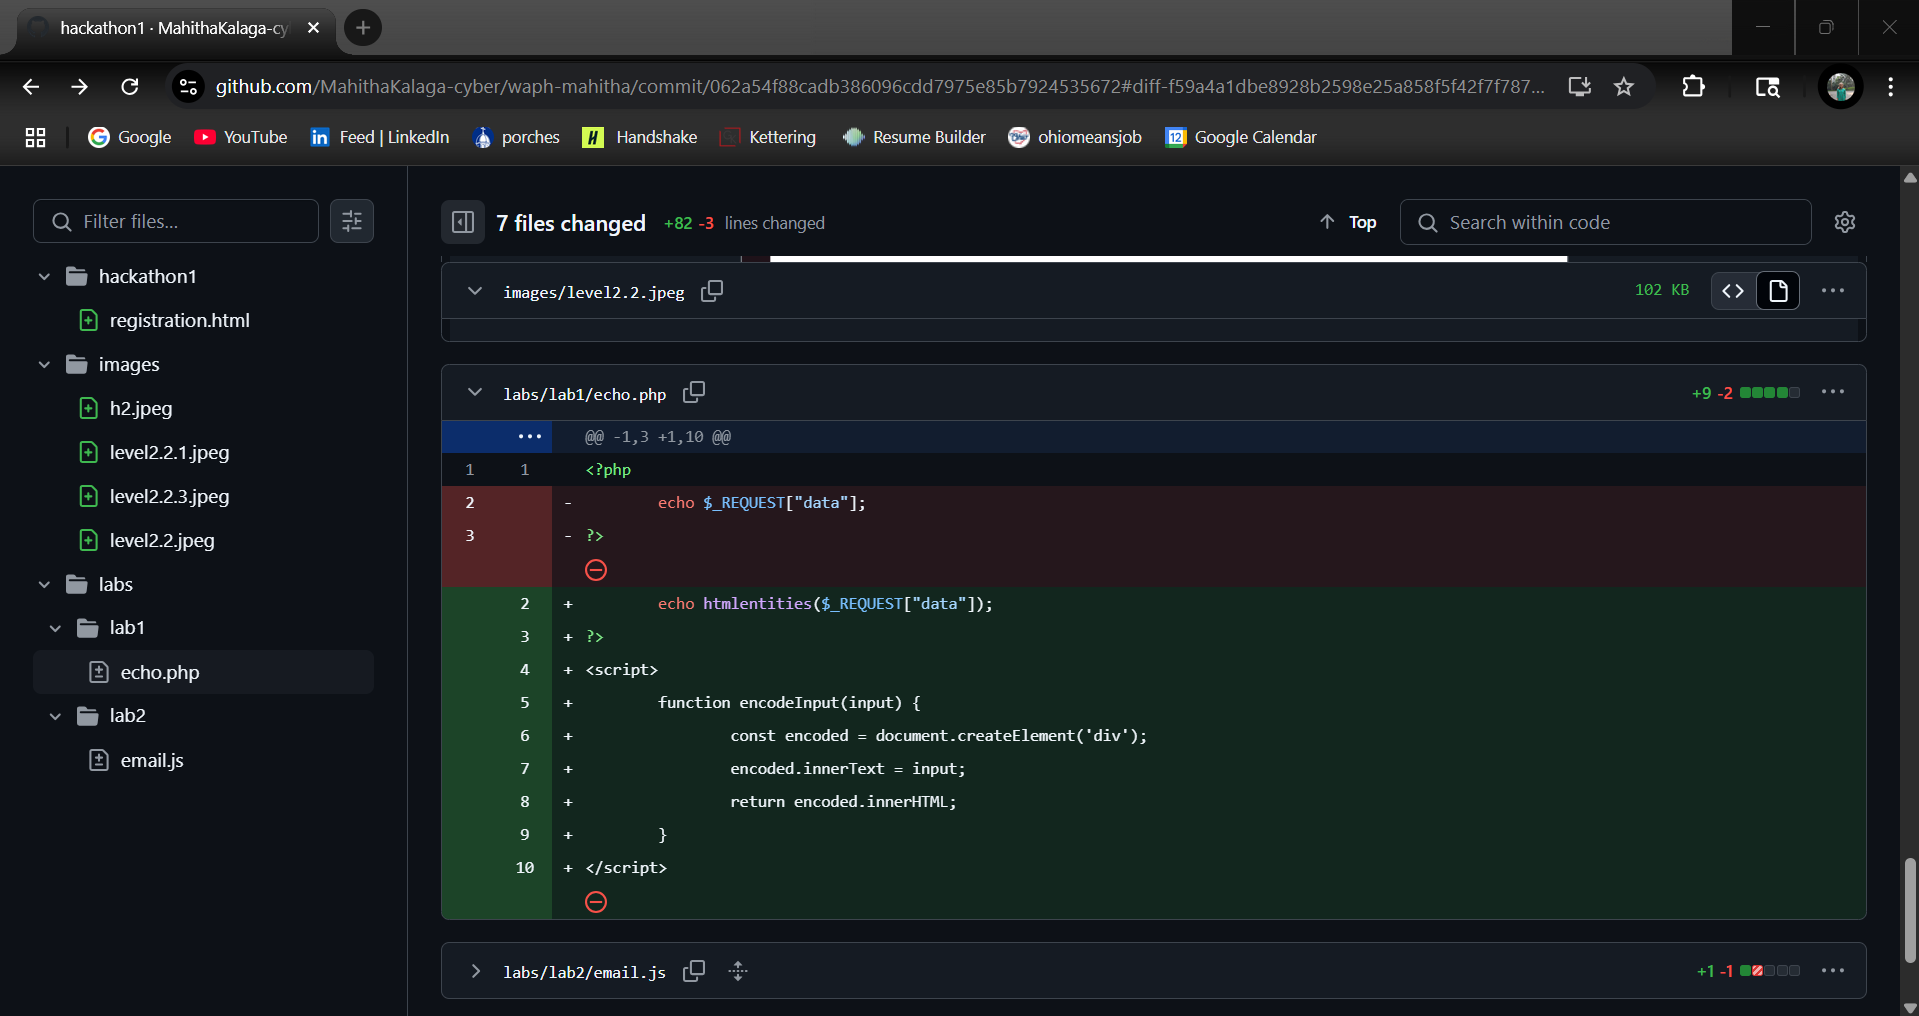 hackathon1 · MahithaKalaga-cy
github.com/MahithaKalaga-cyber/waph-mahitha/commit/062a54f88cadb386096cdd7975e85b7924535672#diff-f59a4a1dbe8928b2598e25a858f5f42f7f787...
Google YouTube Feed | LinkedIn porches Handshake Kettering Resume Builder ohiomeansjob 12 Google Calendar
Filter files...
hackathon1
registration.html
images
h2.jpeg
level2.2.1.jpeg
level2.2.3.jpeg
level2.2.jpeg
labs
lab1
echo.php
lab2
email.js
7 files changed +82 -3 lines changed Top Search within code
images/level2.2.jpeg 102 KB
labs/lab1/echo.php +9 -2
@@ -1,3 +1,10 @@
1 1 <?php
2 - echo $_REQUEST["data"];
3 - ?>
2 + echo htmlentities($_REQUEST["data"]);
3 + ?>
4 + <script>
5 + function encodeInput(input) {
6 + const encoded = document.createElement('div');
7 + encoded.innerText = input;
8 + return encoded.innerHTML;
9 + }
10 + </script>
labs/lab2/email.js +1 -1